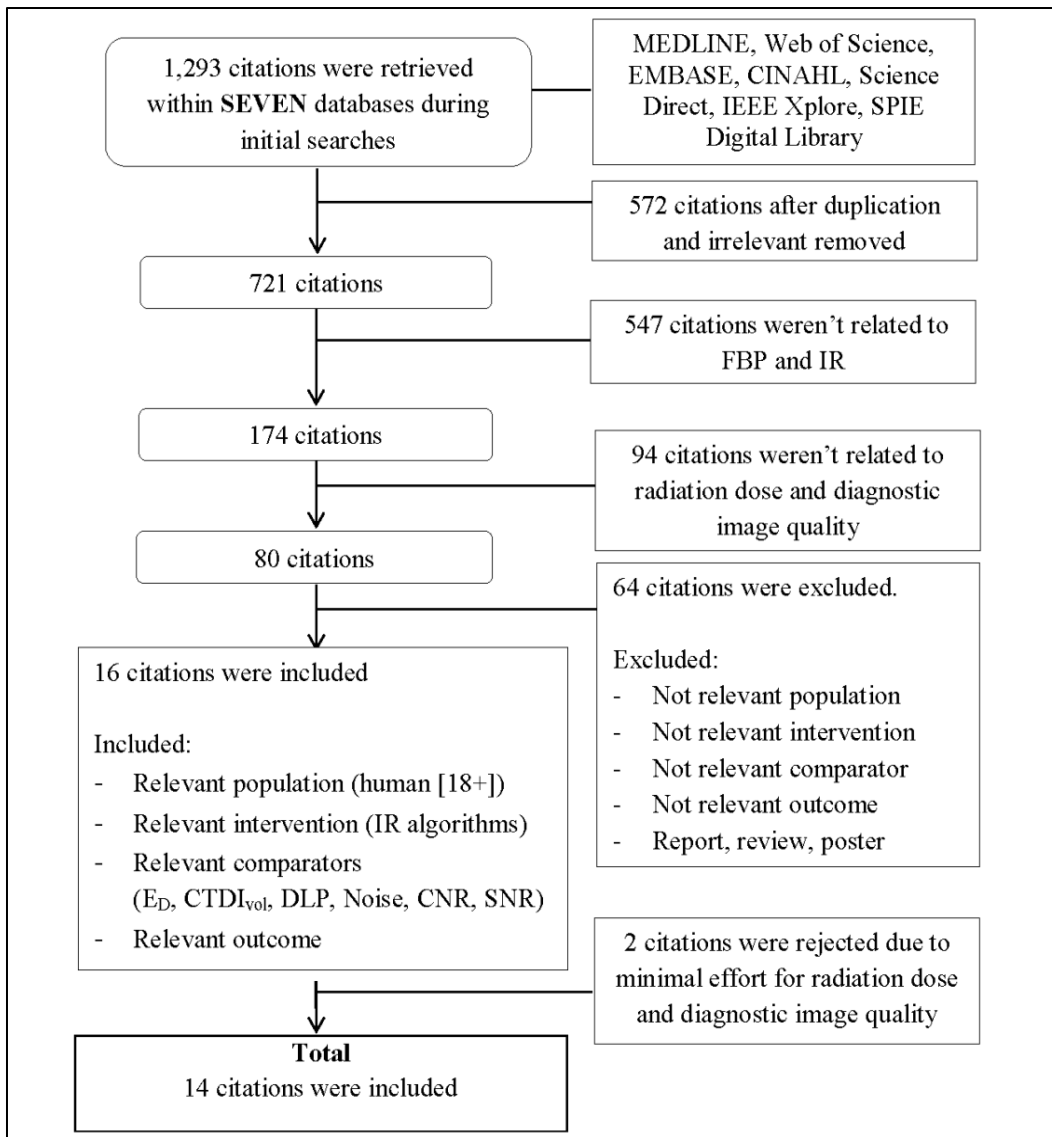 1,293 citations were retrieved
within SEVEN databases during
initial searches
MEDLINE, Web of Science,
EMBASE, CINAHL, Science
Direct, IEEE Xplore, SPIE
Digital Library
572 citations after duplication
and irrelevant removed
721 citations
547 citations weren't related to
FBP and IR
174 citations
94 citations weren’t related to
radiation dose and diagnostic
image quality
80 citations
64 citations were excluded.
Excluded:
- Not relevant population
- Not relevant intervention
- Not relevant comparator
- Not relevant outcome
- Report, review, poster
16 citations were included
Included:
- Relevant population (human [18+])
- Relevant intervention (IR algorithms)
- Relevant comparators
(ED, CTDIvol, DLP, Noise, CNR, SNR)
- Relevant outcome
2 citations were rejected due to
minimal effort for radiation dose
and diagnostic image quality
Total
14 citations were included